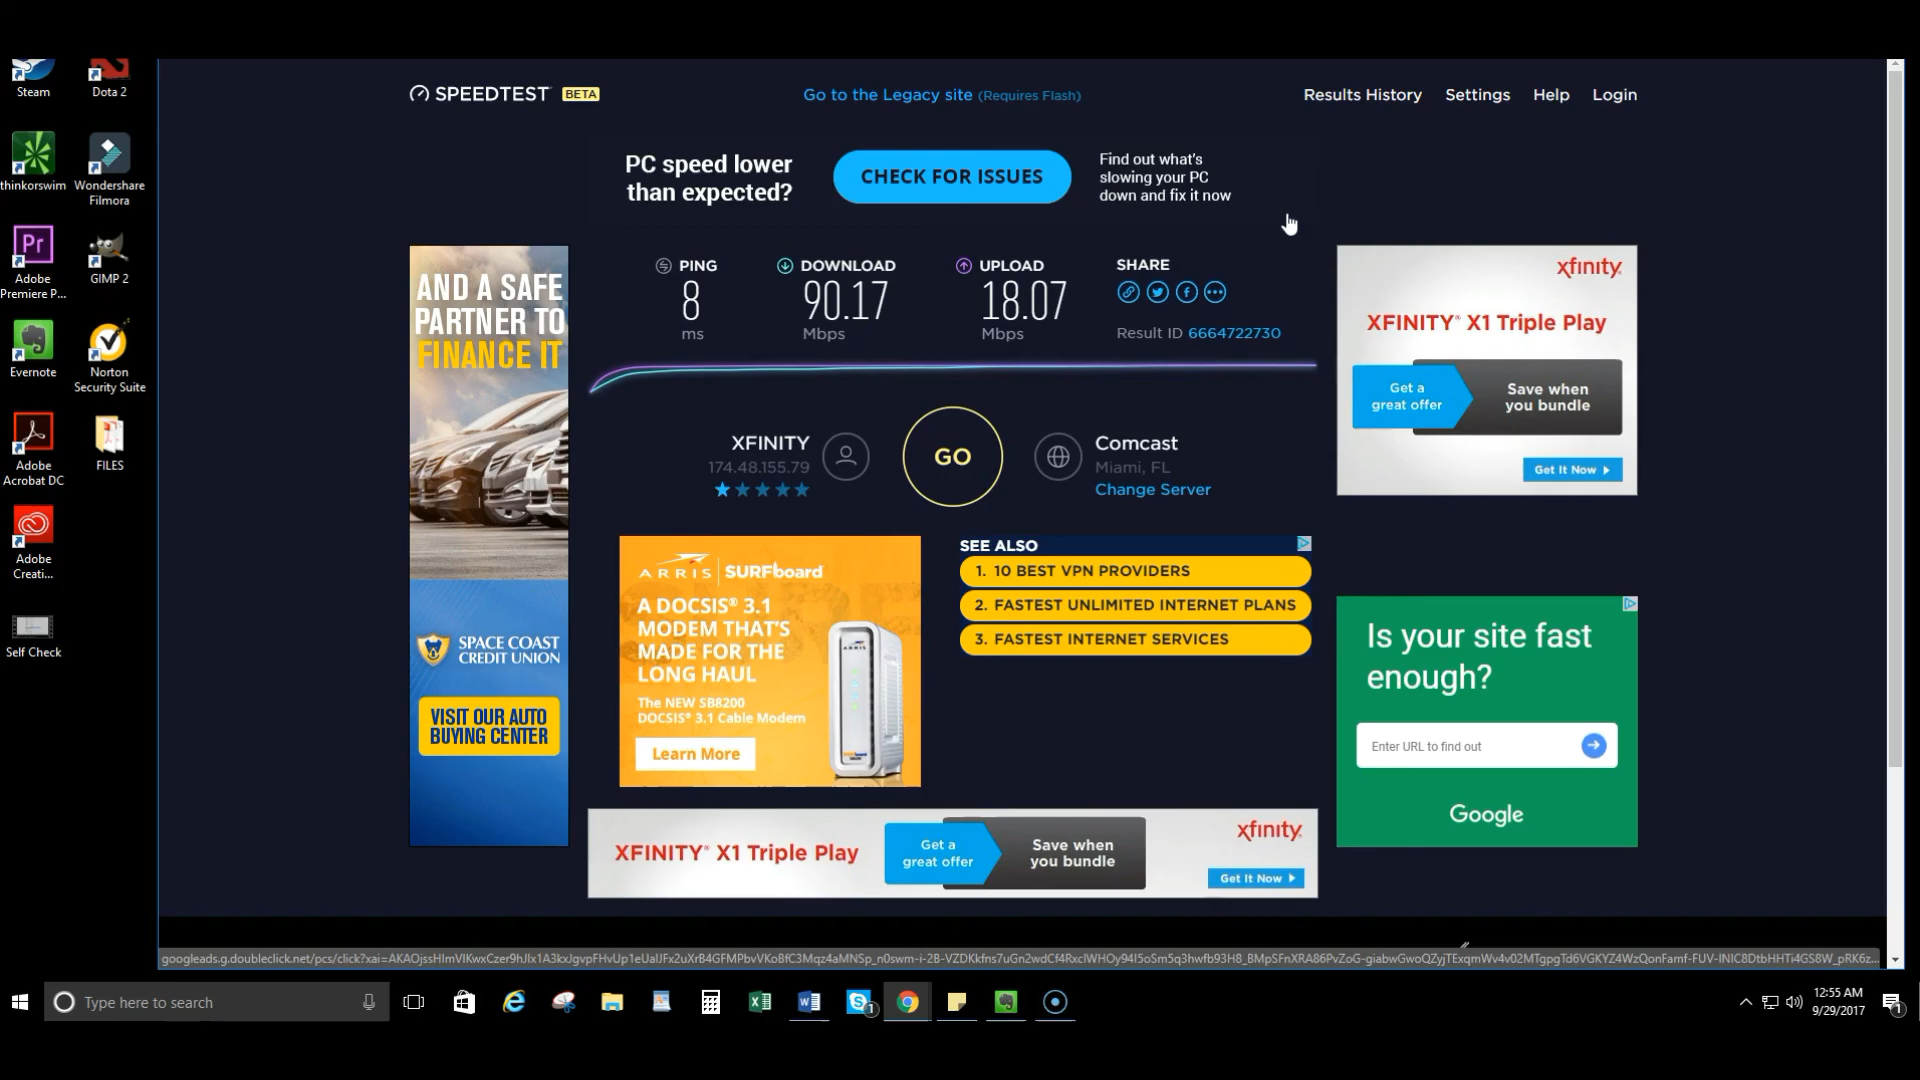 Steam
Dota 2
thinkorswim
Wondershare
Filmora
Pr
Adobe
Premiere P...
GIMP 2
Evernote
Norton
Security Suite
Adobe
Acrobat DC
FILES
Adobe
Creati...
Self Check
SPEEDTEST BETA
Go to the Legacy site (Requires Flash)
Results History
Settings
Help
Login
PC speed lower
than expected?
CHECK FOR ISSUES
Find out what's
slowing your PC
down and fix it now
PING
8
ms
DOWNLOAD
90.17
Mbps
UPLOAD
18.07
Mbps
SHARE
Result ID 6664722730
XFINITY
174.48.155.79
GO
Comcast
Miami, FL
Change Server
AND A SAFE
PARTNER TO
FINANCE IT
SPACE COAST
CREDIT UNION
VISIT OUR AUTO
BUYING CENTER
ARRIS SURFboard
A DOCSIS® 3.1
MODEM THAT'S
MADE FOR THE
LONG HAUL
The NEW SB8200
DOCSIS® 3.1 Cable Modem
Learn More
ARRIS
SEE ALSO
1. 10 BEST VPN PROVIDERS
2. FASTEST UNLIMITED INTERNET PLANS
3. FASTEST INTERNET SERVICES
xfinity
XFINITY® X1 Triple Play
Get a
great offer
Save when
you bundle
Get It Now
Is your site fast
enough?
Enter URL to find out
Google
XFINITY® X1 Triple Play
Get a
great offer
Save when
you bundle
xfinity
Get It Now
Type here to search
1
12:55 AM
9/29/2017
1